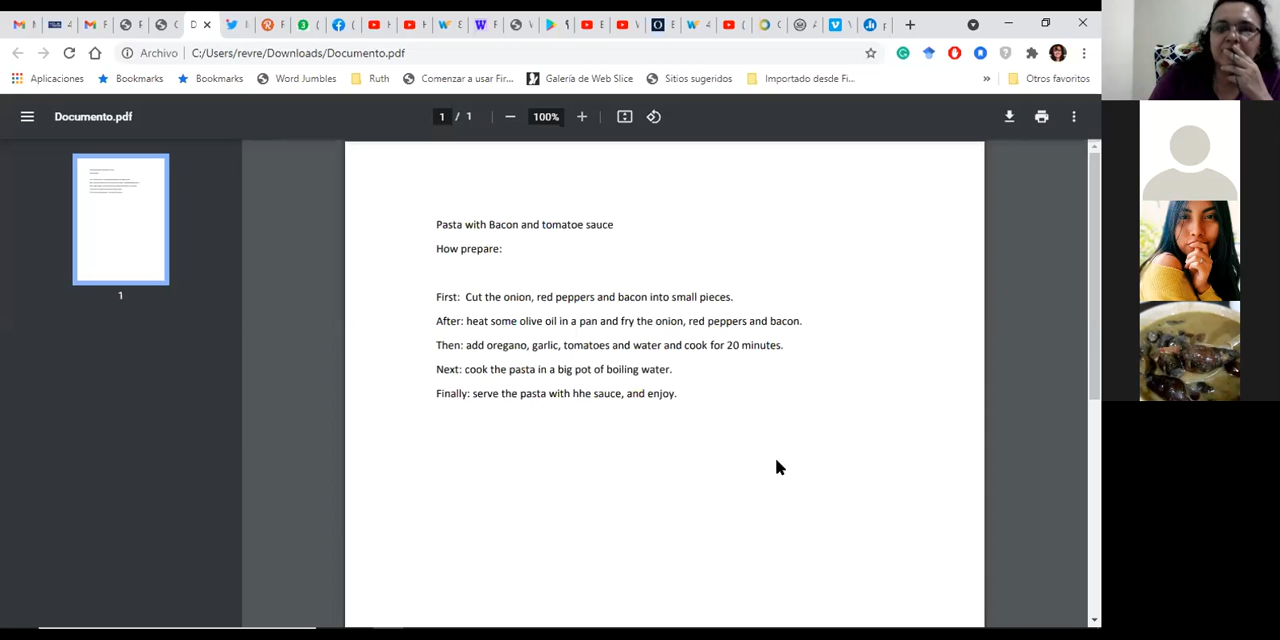 Archivo
C:/Users/revre/Downloads/Documento.pdf
Aplicaciones
Bookmarks
Bookmarks
Word Jumbles
Ruth
Comenzar a usar Fir...
Galería de Web Slice
Sitios sugeridos
Importado desde Fi...
»
Otros favoritos
Documento.pdf
1 / 1
100%
1
Pasta with Bacon and tomatoe sauce
How prepare:
First: Cut the onion, red peppers and bacon into small pieces.
After: heat some olive oil in a pan and fry the onion, red peppers and bacon.
Then: add oregano, garlic, tomatoes and water and cook for 20 minutes.
Next: cook the pasta in a big pot of boiling water.
Finally: serve the pasta with hhe sauce, and enjoy.